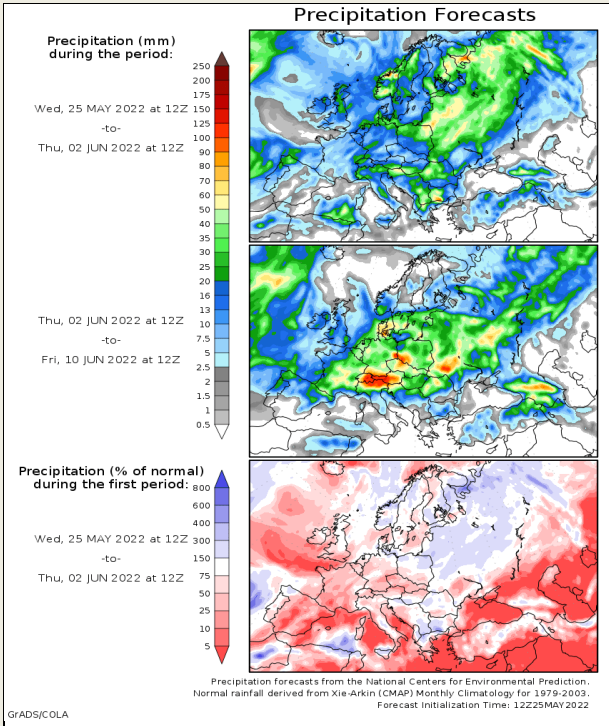 Precipitation Forecasts
Precipitation (mm)
during the period:
Wed, 25 MAY 2022 at 12Z
-to-
Thu, 02 JUN 2022 at 12Z
250
200
175
150
125
100
90
80
70
60
50
40
35
30
25
20
16
13
10
7.5
5
2.5
2
1.5
1
0.5
Thu, 02 JUN 2022 at 12Z
-to-
Fri, 10 JUN 2022 at 12Z
Precipitation (% of normal)
during the first period:
Wed, 25 MAY 2022 at 12Z
-to-
Thu, 02 JUN 2022 at 12Z
800
600
400
300
150
75
50
25
10
5
Precipitation forecasts from the National Centers for Environmental Prediction.
Normal rainfall derived from Xie-Arkin (CMAP) Monthly Climatology for 1979-2003.
Forecast Initialization Time: 12Z25MAY2022
GrADS/COLA